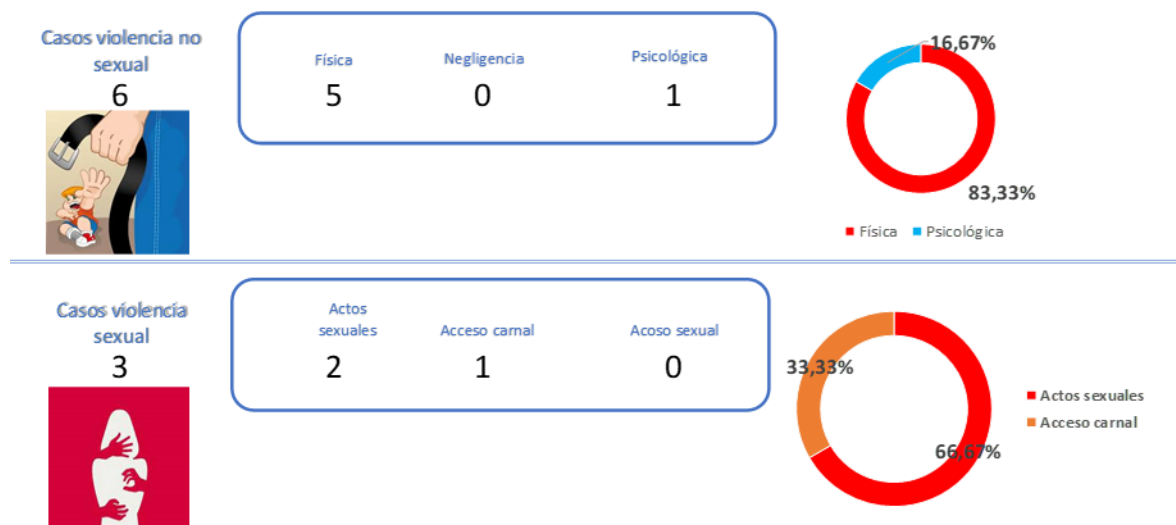 Casos violencia no
sexual
6
Física
Negligencia
Psicológica
5
0
1
16,67%
83,33%
Física
Psicológica
Casos violencia
sexual
3
Actos
sexuales
Acceso carnal
Acoso sexual
2
1
0
33,33%
66,67%
Actos sexuales
Acceso carnal